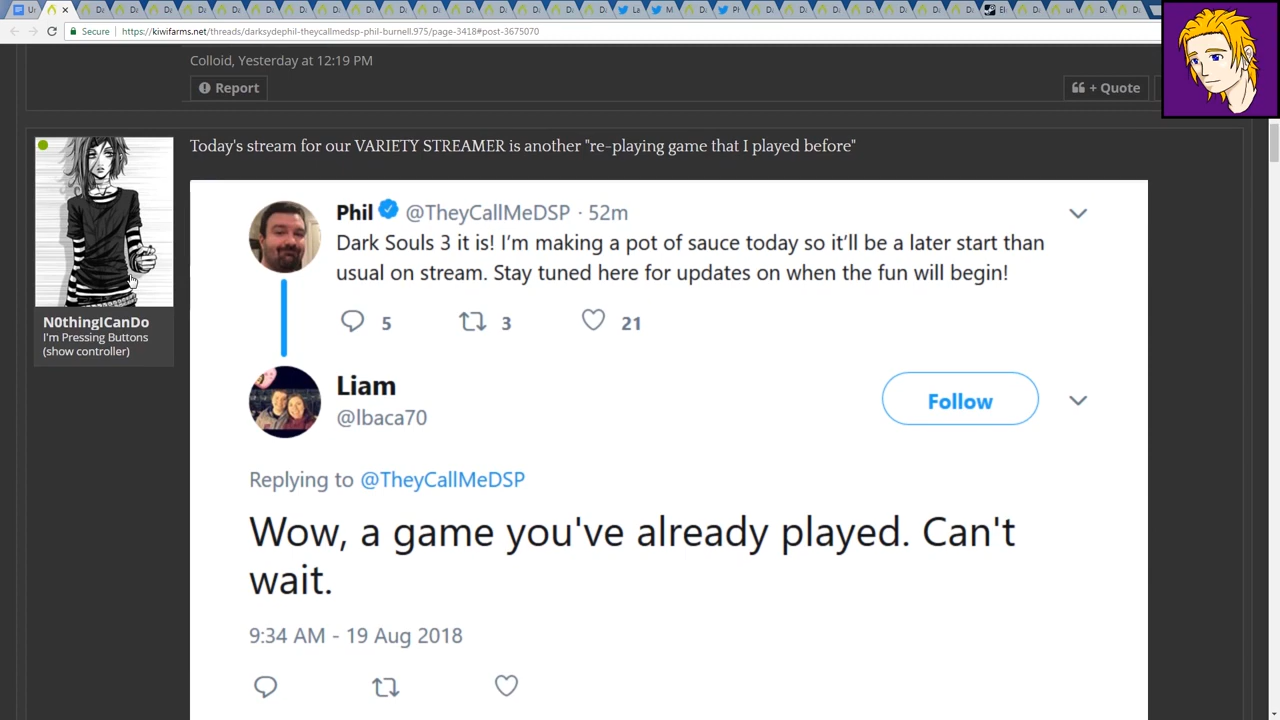 Secure
https://kiwifarms.net/threads/darksydephil-theycallmedsp-phil-burnell.975/page-3418#post-3675070
Colloid, Yesterday at 12:19 PM
Report
+ Quote
Today's stream for our VARIETY STREAMER is another "re-playing game that I played before"
N0thingICanDo
I'm Pressing Buttons
(show controller)
Phil @TheyCallMeDSP · 52m
Dark Souls 3 it is! I'm making a pot of sauce today so it'll be a later start than
usual on stream. Stay tuned here for updates on when the fun will begin!
5 3 21
Liam
@lbaca70
Follow
Replying to @TheyCallMeDSP
Wow, a game you've already played. Can't
wait.
9:34 AM - 19 Aug 2018